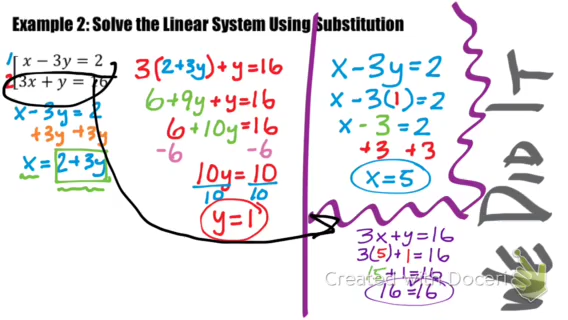 Example 2: Solve the Linear System Using Substitution
1 x − 3y = 2
2 3x + y = 16
x - 3y = 2
+3y +3y
x = 2+3y
3(2+3y)+y=16
6+9y+y=16
6+10y=16
-6 -6
10y=10
10 10
y=1
x-3y=2
x-3(1)=2
x-3=2
+3 +3
x=5
3x+y=16
3(5)+1=16
15+1=16
16=16
WE DID IT
Created with Doceri